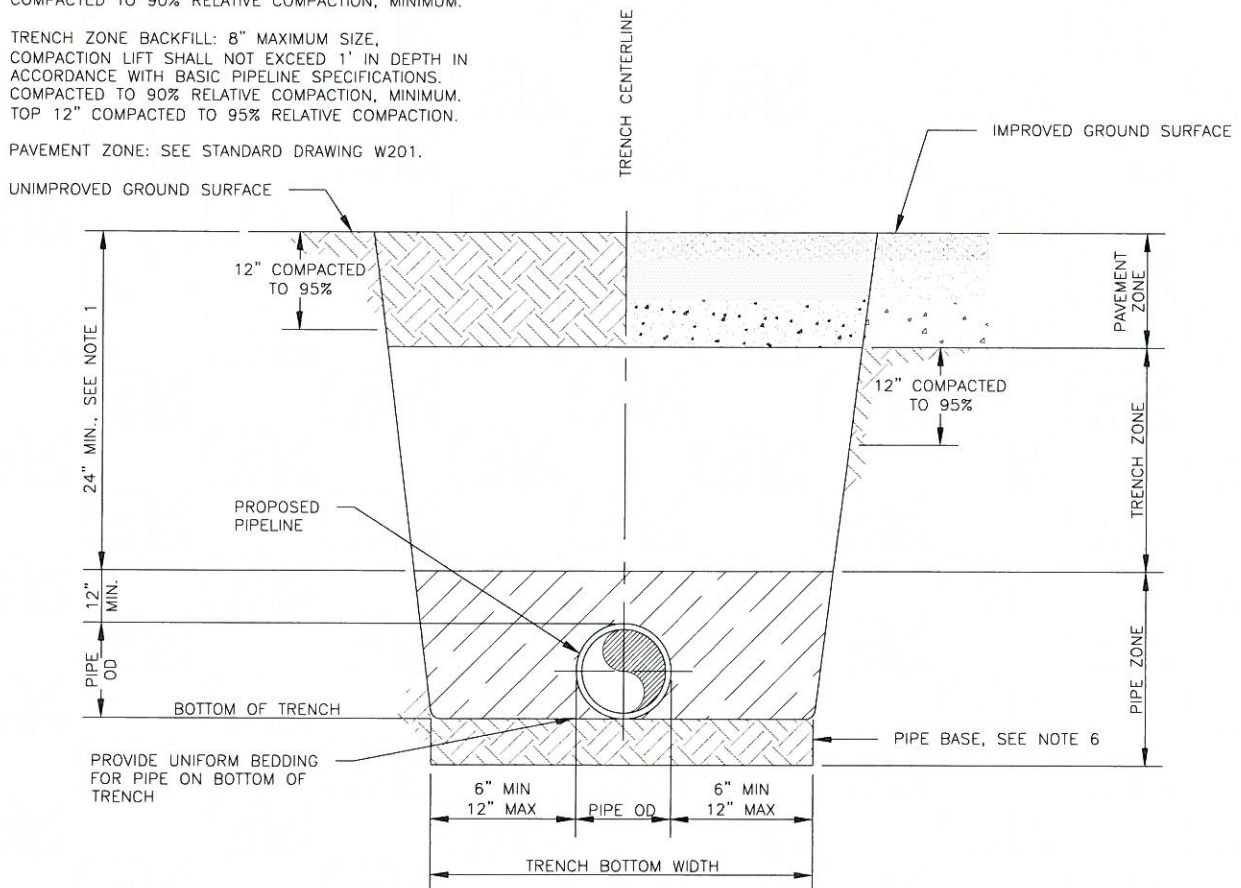 COMPACTED TO 90% RELATIVE COMPACTION, MINIMUM.
TRENCH ZONE BACKFILL: 8" MAXIMUM SIZE,
COMPACTION LIFT SHALL NOT EXCEED 1' IN DEPTH IN
ACCORDANCE WITH BASIC PIPELINE SPECIFICATIONS.
COMPACTED TO 90% RELATIVE COMPACTION, MINIMUM.
TOP 12" COMPACTED TO 95% RELATIVE COMPACTION.
PAVEMENT ZONE: SEE STANDARD DRAWING W201.
TRENCH CENTERLINE
IMPROVED GROUND SURFACE
UNIMPROVED GROUND SURFACE
12" COMPACTED
TO 95%
PAVEMENT
ZONE
24" MIN., SEE NOTE 1
12" COMPACTED
TO 95%
TRENCH ZONE
PROPOSED
PIPELINE
12"
MIN.
PIPE
OD
PIPE ZONE
BOTTOM OF TRENCH
PIPE BASE, SEE NOTE 6
PROVIDE UNIFORM BEDDING
FOR PIPE ON BOTTOM OF
TRENCH
6" MIN
12" MAX
PIPE OD
6" MIN
12" MAX
TRENCH BOTTOM WIDTH